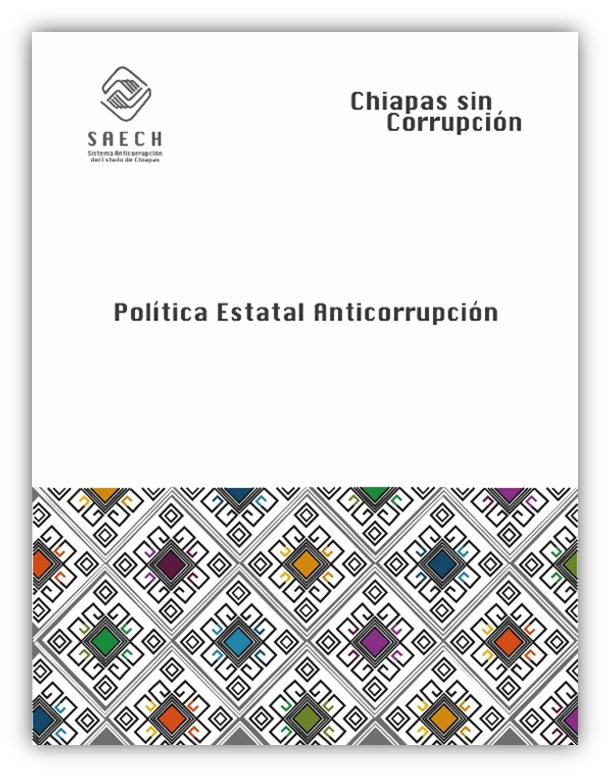 SAECH
Sistema Anticorrupción
del Estado de Chiapas
Chiapas sin
Corrupción
Política Estatal Anticorrupción